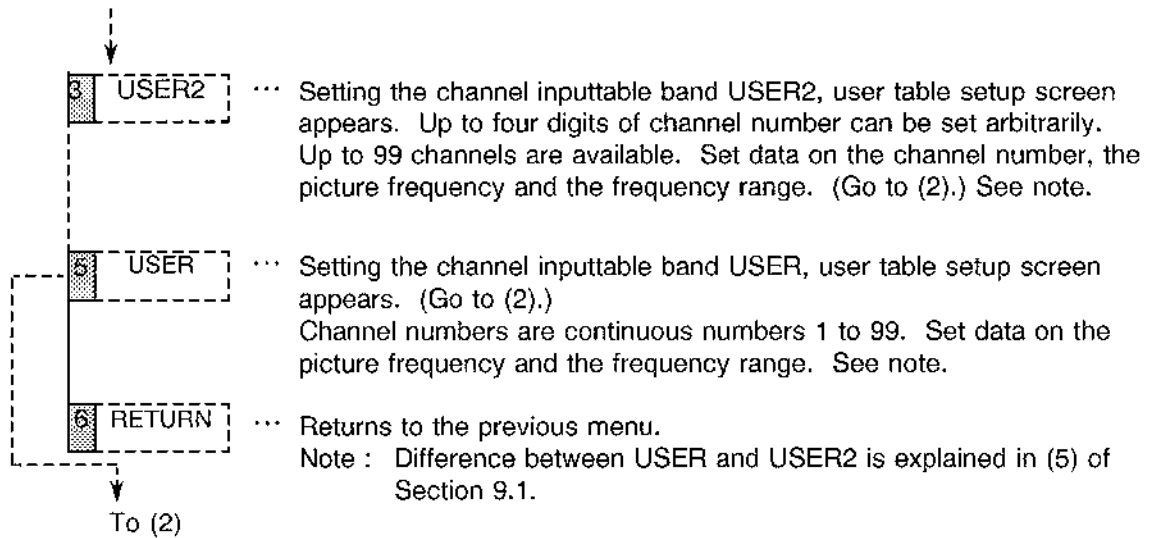 3 USER2 ··· Setting the channel inputtable band USER2, user table setup screen
appears. Up to four digits of channel number can be set arbitrarily.
Up to 99 channels are available. Set data on the channel number, the
picture frequency and the frequency range. (Go to (2).) See note.
5 USER ··· Setting the channel inputtable band USER, user table setup screen
appears. (Go to (2).)
Channel numbers are continuous numbers 1 to 99. Set data on the
picture frequency and the frequency range. See note.
6 RETURN ··· Returns to the previous menu.
Note : Difference between USER and USER2 is explained in (5) of
Section 9.1.
To (2)